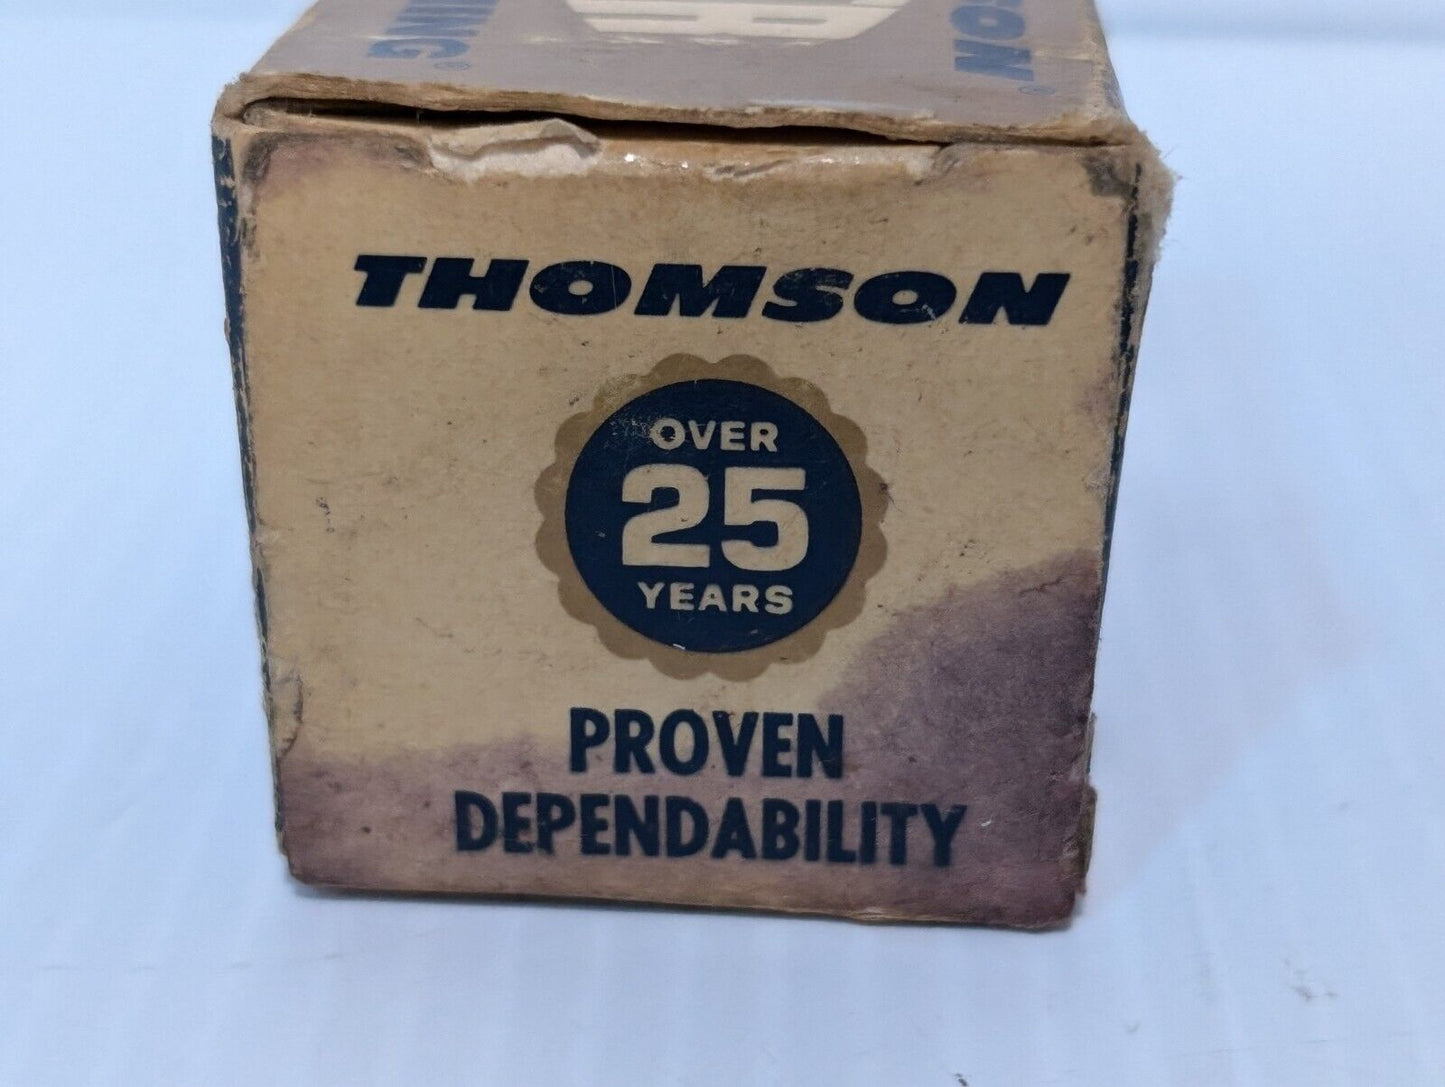 THOMSON
OVER
25
YEARS
PROVEN
DEPENDABILITY